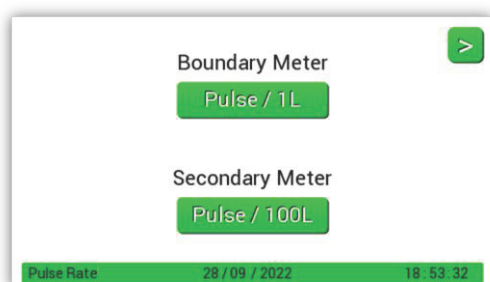 >
Boundary Meter
Pulse / 1L
Secondary Meter
Pulse / 100L
Pulse Rate 28 / 09 / 2022 18 : 53 : 32